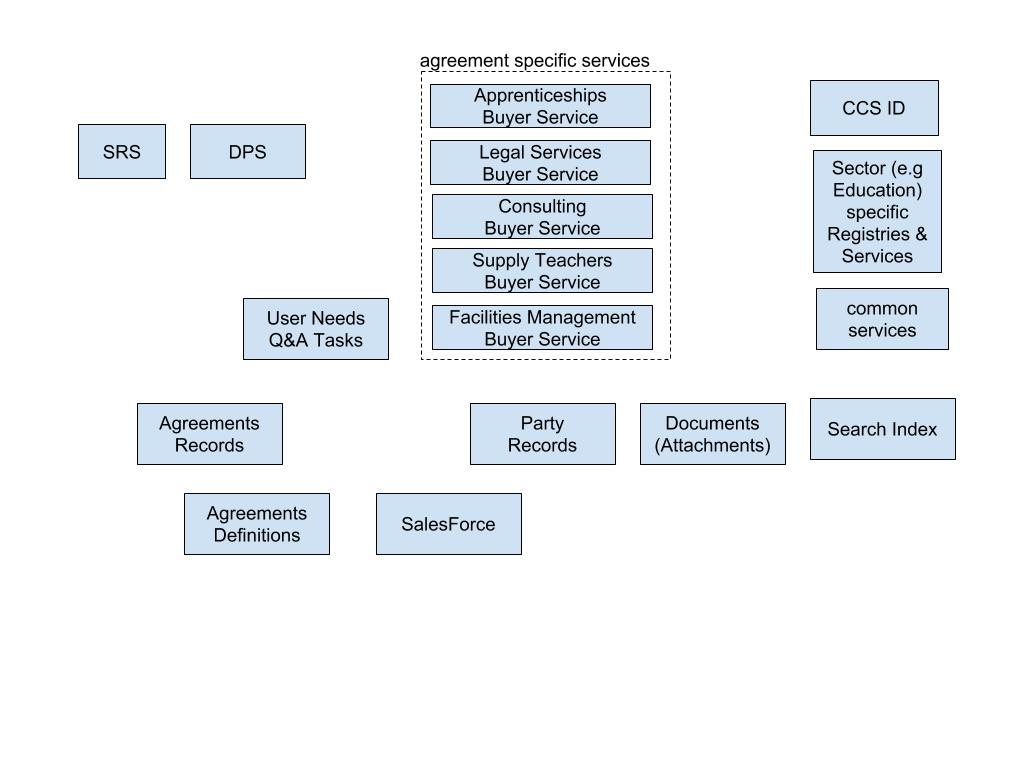 agreement specific services
Apprenticeships
Buyer Service
Legal Services
Buyer Service
Consulting
Buyer Service
Supply Teachers
Buyer Service
Facilities Management
Buyer Service
SRS
DPS
CCS ID
Sector (e.g
Education)
specific
Registries &
Services
common
services
User Needs
Q&A Tasks
Agreements
Records
Party
Records
Documents
(Attachments)
Search Index
Agreements
Definitions
SalesForce